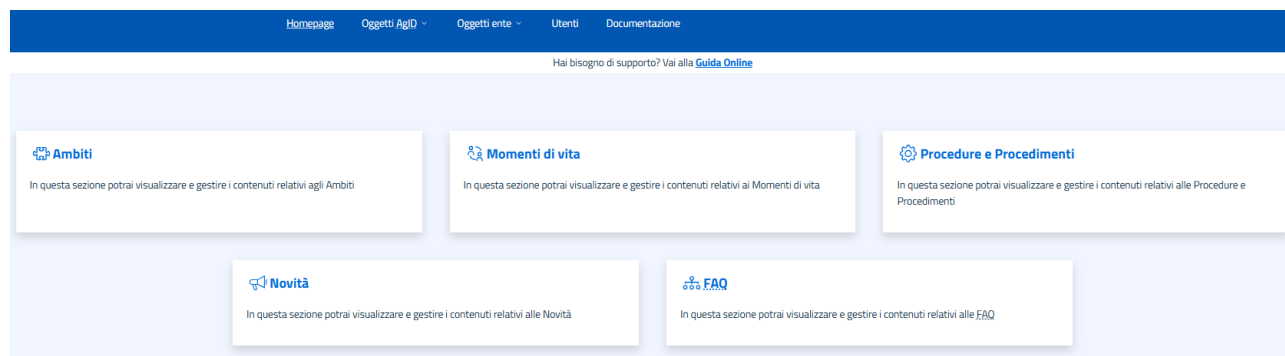 Homepage Oggetti AgID Oggetti ente Utenti Documentazione
Hai bisogno di supporto? Vai alla Guida Online
Ambiti
In questa sezione potrai visualizzare e gestire i contenuti relativi agli Ambiti
Momenti di vita
In questa sezione potrai visualizzare e gestire i contenuti relativi ai Momenti di vita
Procedure e Procedimenti
In questa sezione potrai visualizzare e gestire i contenuti relativi alle Procedure e
Procedimenti
Novità
In questa sezione potrai visualizzare e gestire i contenuti relativi alle Novità
FAQ
In questa sezione potrai visualizzare e gestire i contenuti relativi alle FAQ